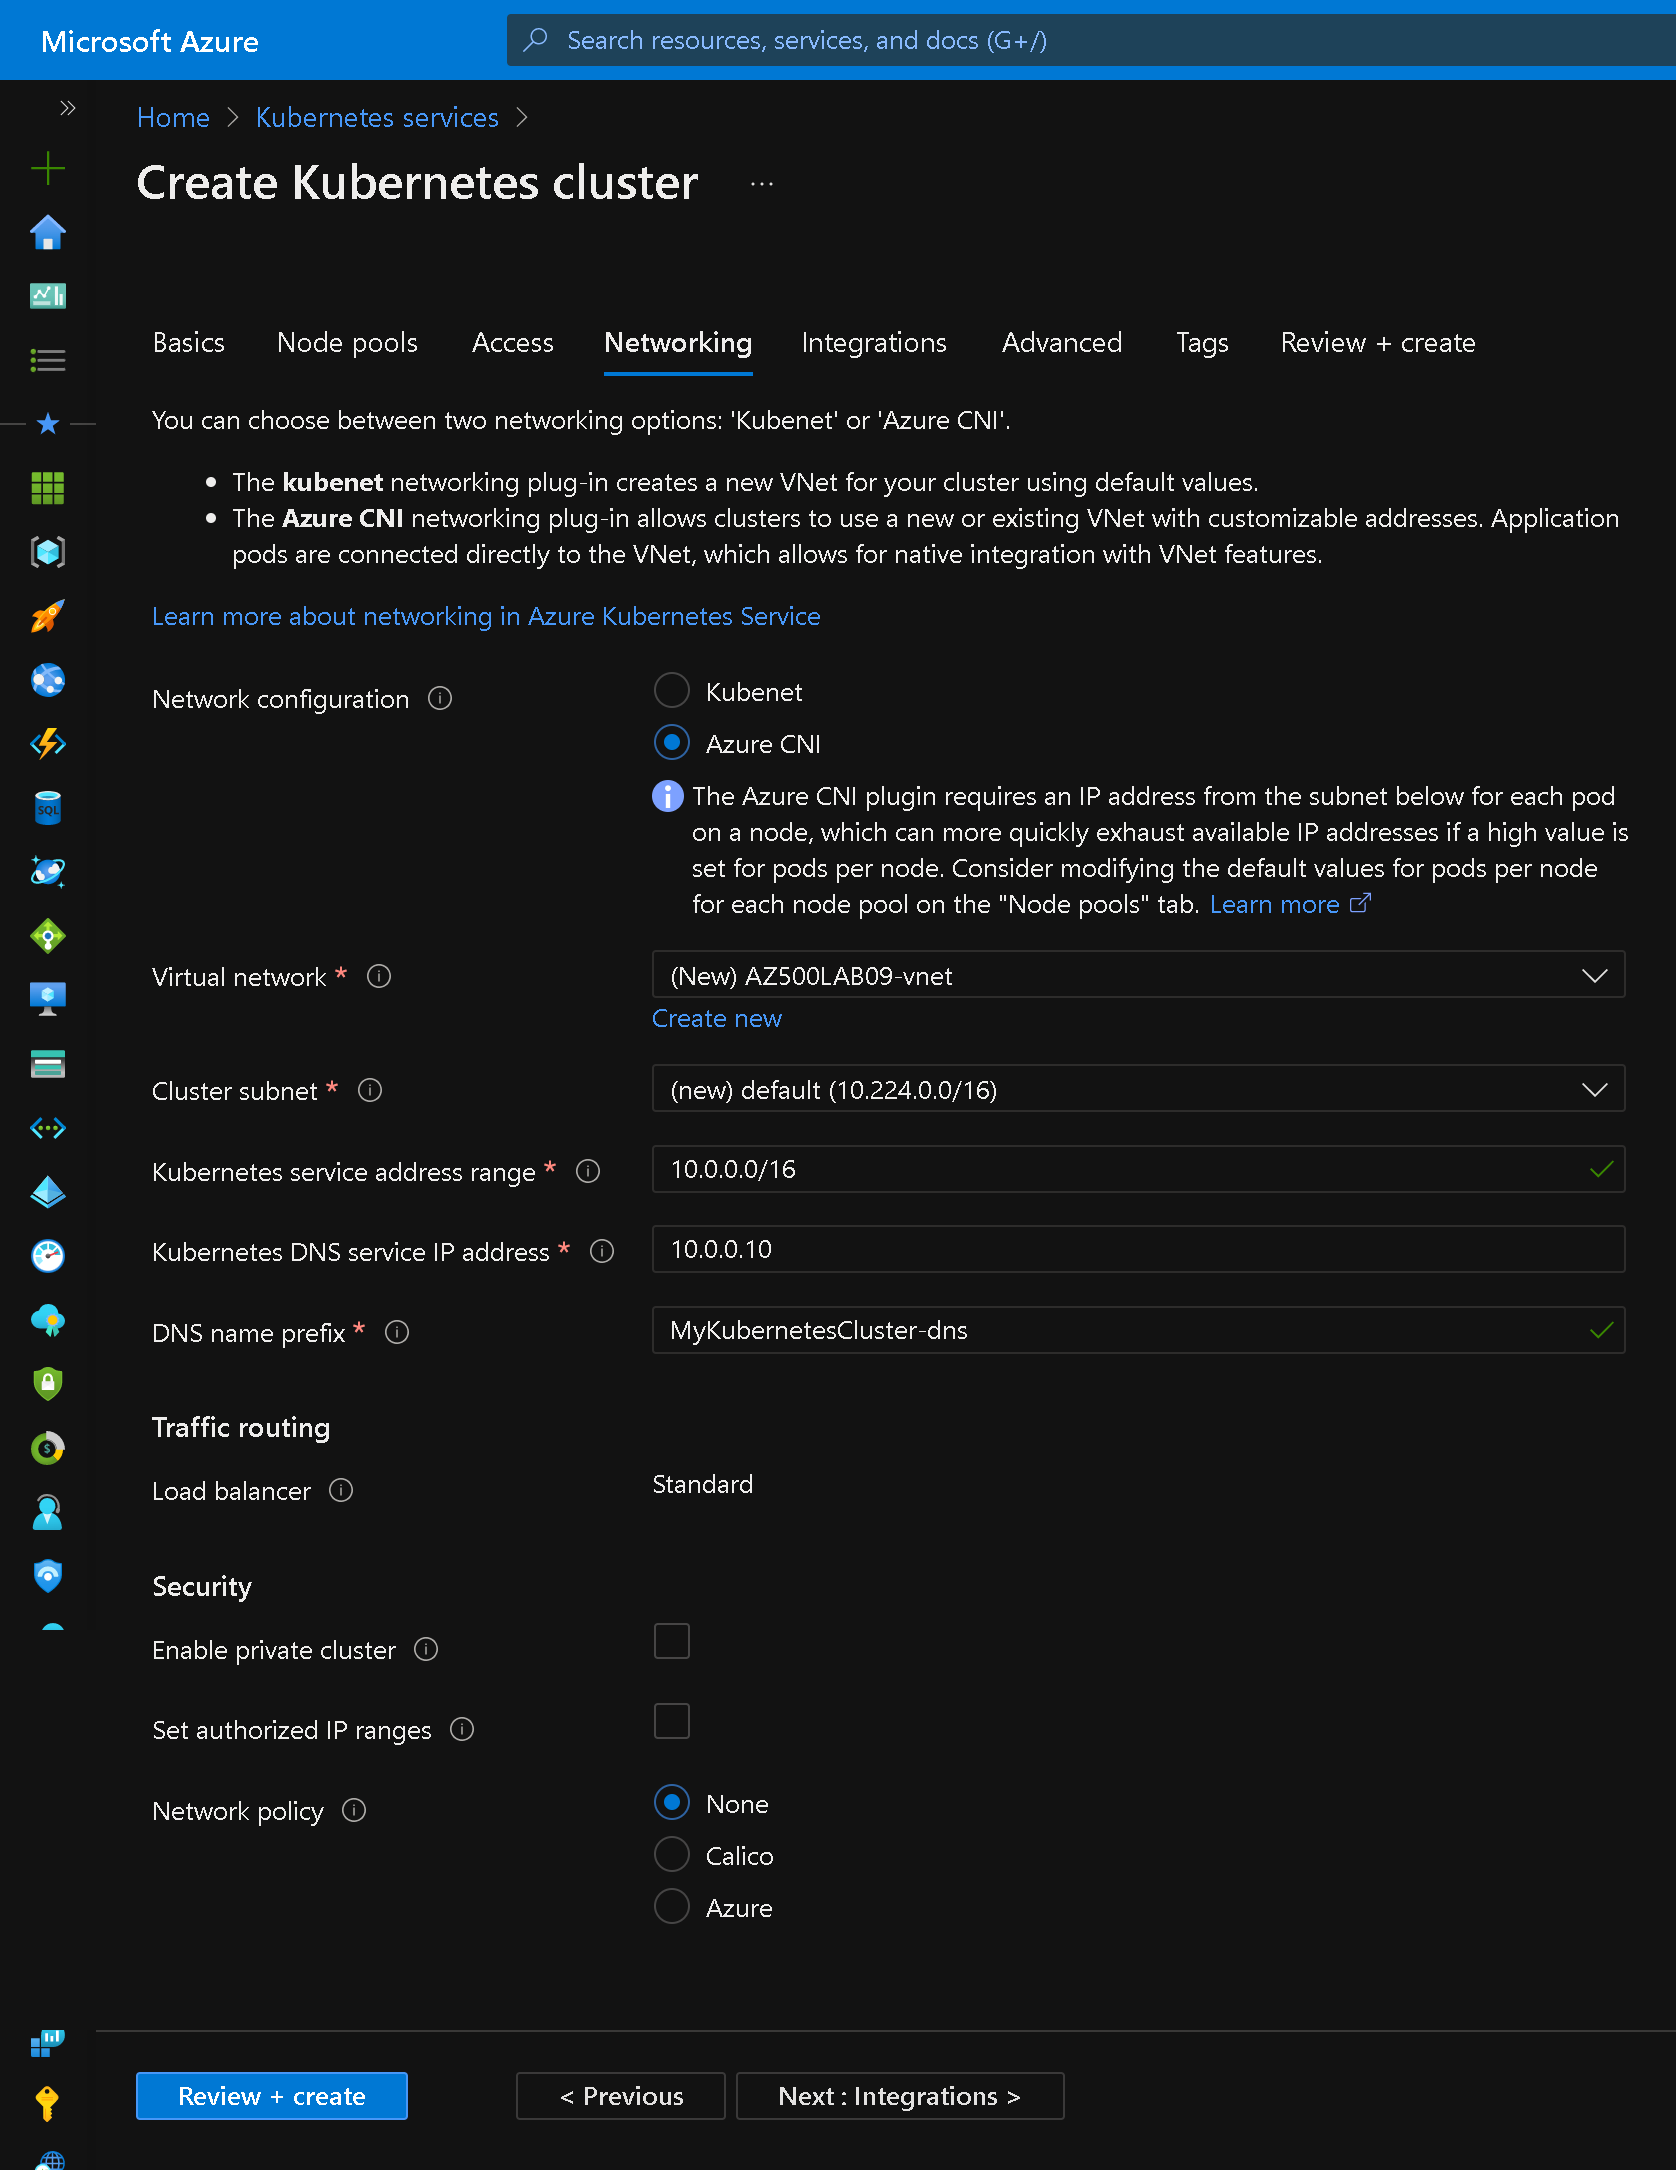 Microsoft Azure
Search resources, services, and docs (G+/)
Home > Kubernetes services >
Create Kubernetes cluster ...
Basics Node pools Access Networking Integrations Advanced Tags Review + create
You can choose between two networking options: 'Kubenet' or 'Azure CNI'.
• The kubenet networking plug-in creates a new VNet for your cluster using default values.
• The Azure CNI networking plug-in allows clusters to use a new or existing VNet with customizable addresses. Application
pods are connected directly to the VNet, which allows for native integration with VNet features.
Learn more about networking in Azure Kubernetes Service
Network configuration
Kubenet
Azure CNI
The Azure CNI plugin requires an IP address from the subnet below for each pod
on a node, which can more quickly exhaust available IP addresses if a high value is
set for pods per node. Consider modifying the default values for pods per node
for each node pool on the "Node pools" tab. Learn more
Virtual network * (New) AZ500LAB09-vnet
Create new
Cluster subnet * (new) default (10.224.0.0/16)
Kubernetes service address range * 10.0.0.0/16
Kubernetes DNS service IP address * 10.0.0.10
DNS name prefix * MyKubernetesCluster-dns
Traffic routing
Load balancer Standard
Security
Enable private cluster
Set authorized IP ranges
Network policy
None
Calico
Azure
Review + create < Previous Next : Integrations >
SQL